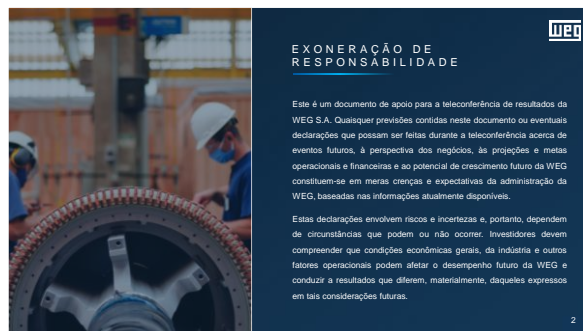 WEG
EXONERAÇÃO DE
RESPONSABILIDADE
Este é um documento de apoio para a teleconferência de resultados da
WEG S.A. Quaisquer previsões contidas neste documento ou eventuais
declarações que possam ser feitas durante a teleconferência acerca de
eventos futuros, à perspectiva dos negócios, às projeções e metas
operacionais e financeiras e ao potencial de crescimento futuro da WEG
constituem-se em meras crenças e expectativas da administração da
WEG, baseadas nas informações atualmente disponíveis.
Estas declarações envolvem riscos e incertezas e, portanto, dependem
de circunstâncias que podem ou não ocorrer. Investidores devem
compreender que condições econômicas gerais, da indústria e outros
fatores operacionais podem afetar o desempenho futuro da WEG e
conduzir a resultados que diferem, materialmente, daqueles expressos
em tais considerações futuras.
2